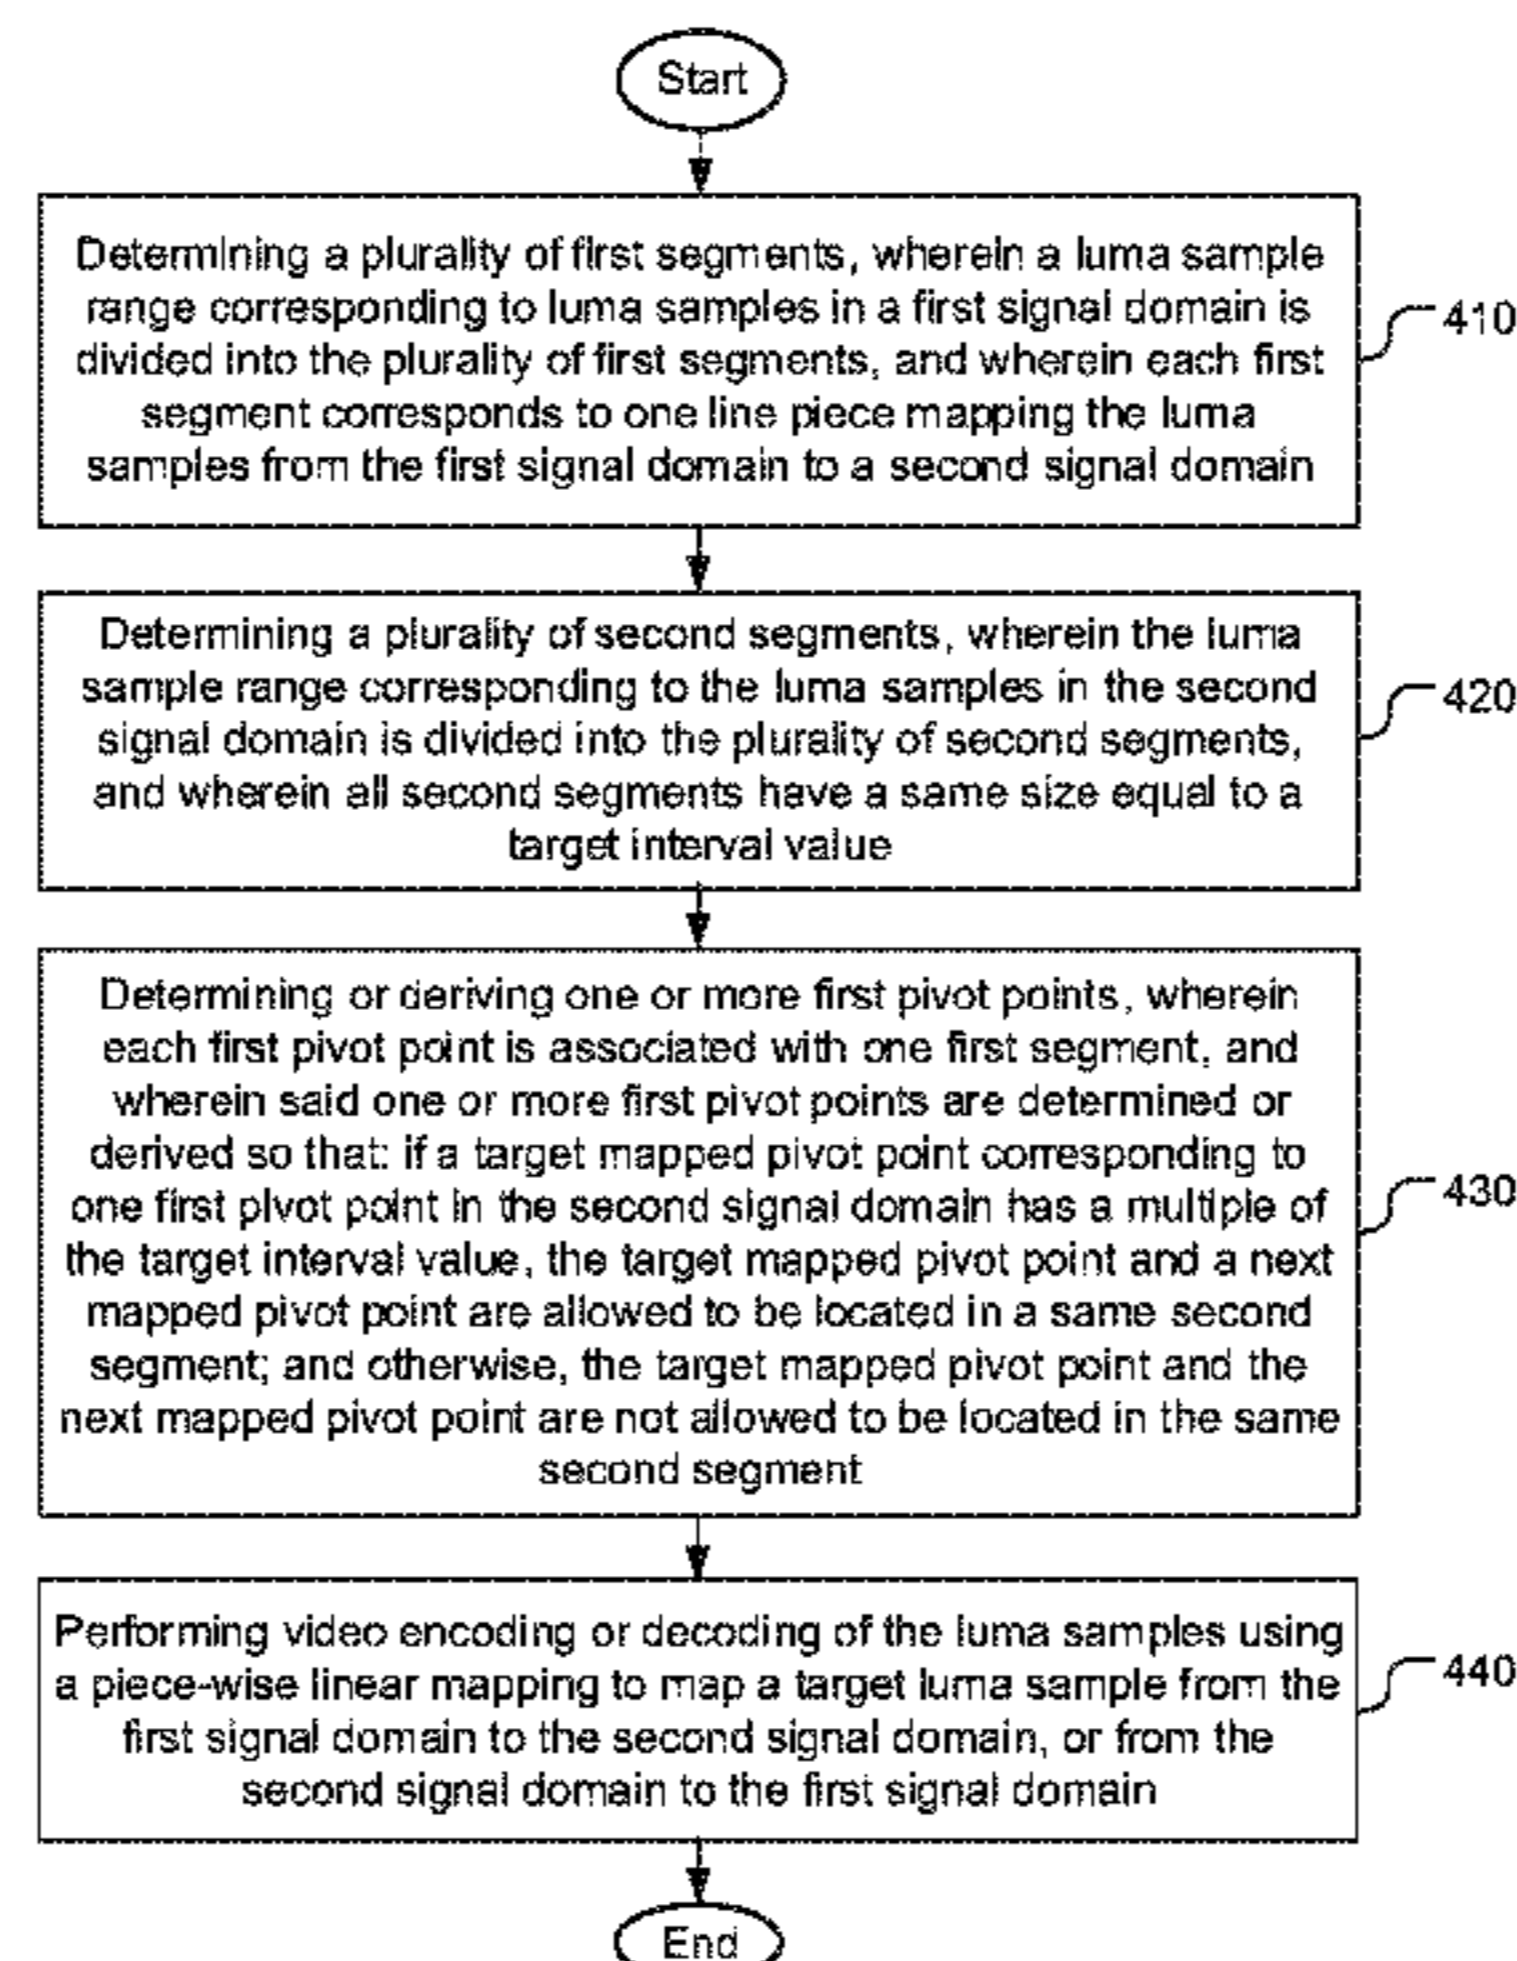 Start
Determining a plurality of first segments, wherein a luma sample
range corresponding to luma samples in a first signal domain is
divided into the plurality of first segments, and wherein each first
segment corresponds to one line piece mapping the luma
samples from the first signal domain to a second signal domain
410
Determining a plurality of second segments, wherein the luma
sample range corresponding to the luma samples in the second
signal domain is divided into the plurality of second segments,
and wherein all second segments have a same size equal to a
target interval value
420
Determining or deriving one or more first pivot points, wherein
each first pivot point is associated with one first segment, and
wherein said one or more first pivot points are determined or
derived so that: if a target mapped pivot point corresponding to
one first pivot point in the second signal domain has a multiple of
the target interval value, the target mapped pivot point and a next
mapped pivot point are allowed to be located in a same second
segment; and otherwise, the target mapped pivot point and the
next mapped pivot point are not allowed to be located in the same
second segment
430
Performing video encoding or decoding of the luma samples using
a piece-wise linear mapping to map a target luma sample from the
first signal domain to the second signal domain, or from the
second signal domain to the first signal domain
440
End